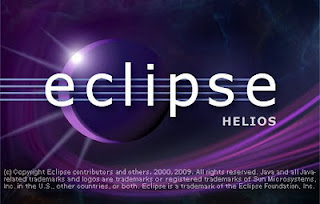 eclipse
HELIOS
(c) Copyright Eclipse contributors and others. 2000, 2009. All rights reserved. Java and all Java-
related trademarks and logos are trademarks or registered trademarks of Sun Microsystems,
Inc. in the U.S., other countries, or both. Eclipse is a trademark of the Eclipse Foundation, Inc.